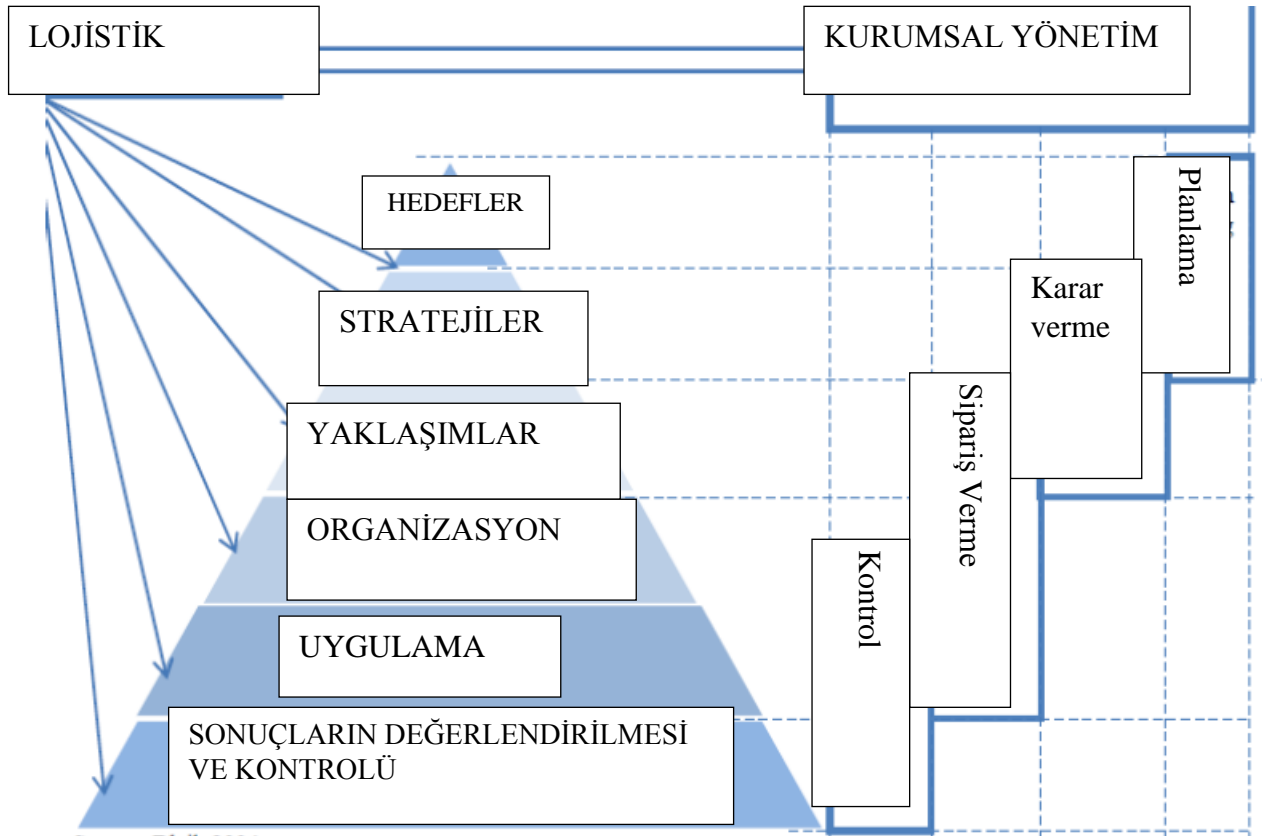 LOJİSTİK
KURUMSAL YÖNETİM
HEDEFLER
STRATEJİLER
YAKLAŞIMLAR
ORGANİZASYON
UYGULAMA
SONUÇLARIN DEĞERLENDİRİLMESİ
VE KONTROLÜ
Kontrol
Sipariş Verme
Karar
verme
Planlama